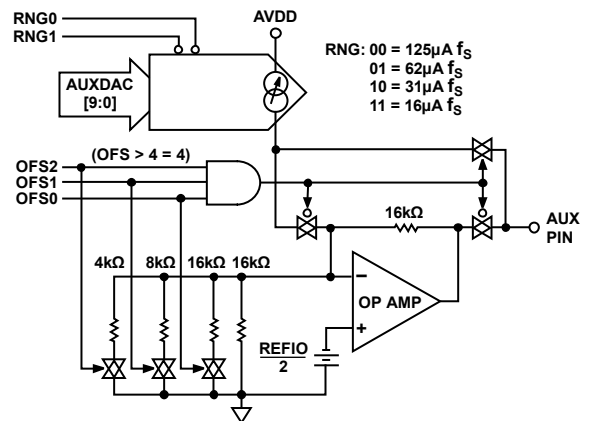 RNG0
RNG1
AVDD
RNG: 00 = 125µA fS
01 = 62µA fS
10 = 31µA fS
11 = 16µA fS
AUXDAC
[9:0]
(OFS > 4 = 4)
OFS2
OFS1
OFS0
16kΩ
AUX
PIN
4kΩ 8kΩ 16kΩ 16kΩ
–
OP AMP
+
REFIO
2